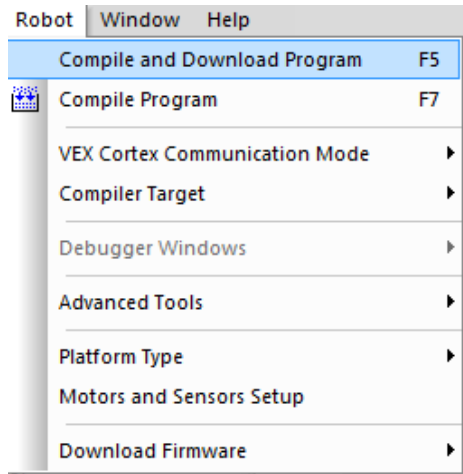 Robot Window Help
Compile and Download Program F5
Compile Program F7
VEX Cortex Communication Mode
Compiler Target
Debugger Windows
Advanced Tools
Platform Type
Motors and Sensors Setup
Download Firmware